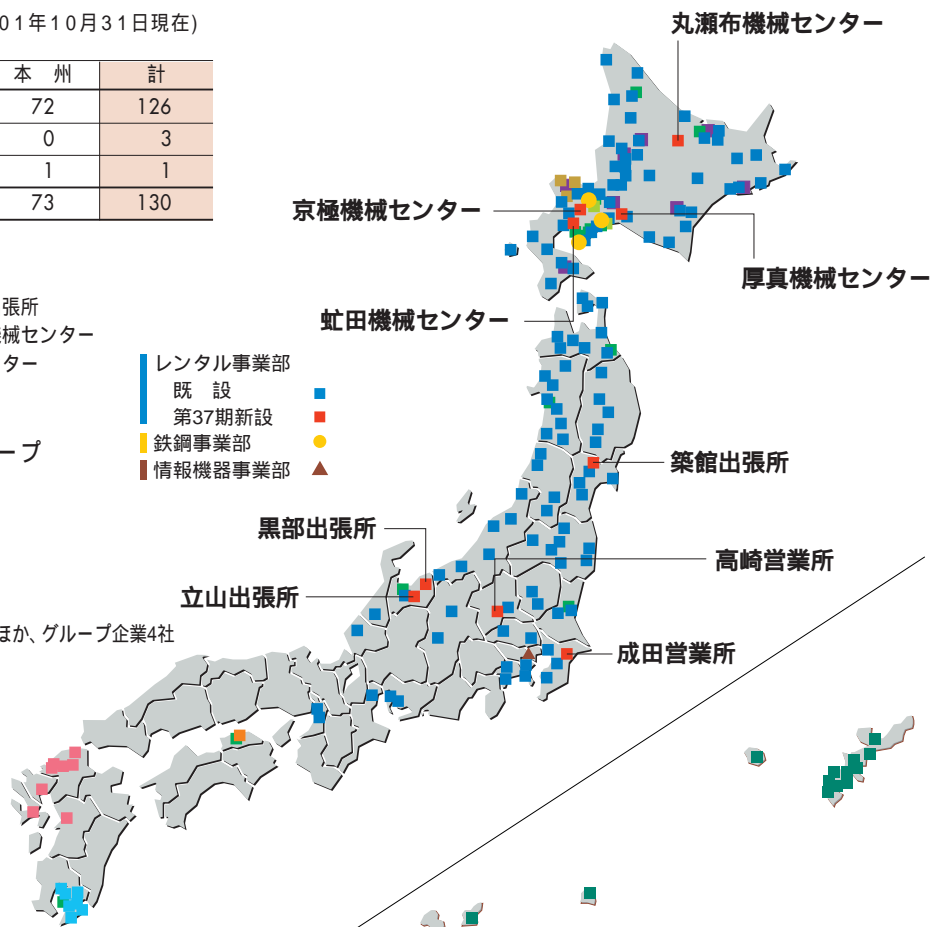 01年10月31日現在)
本 州 計
72 126
0 3
1 1
73 130
丸瀬布機械センター
京極機械センター
厚真機械センター
虻田機械センター
張所
械センター
ター
レンタル事業部
既 設
第37期新設
鉄鋼事業部
情報機器事業部
ープ
築館出張所
黒部出張所
高崎営業所
立山出張所
ほか、グループ企業4社
成田営業所